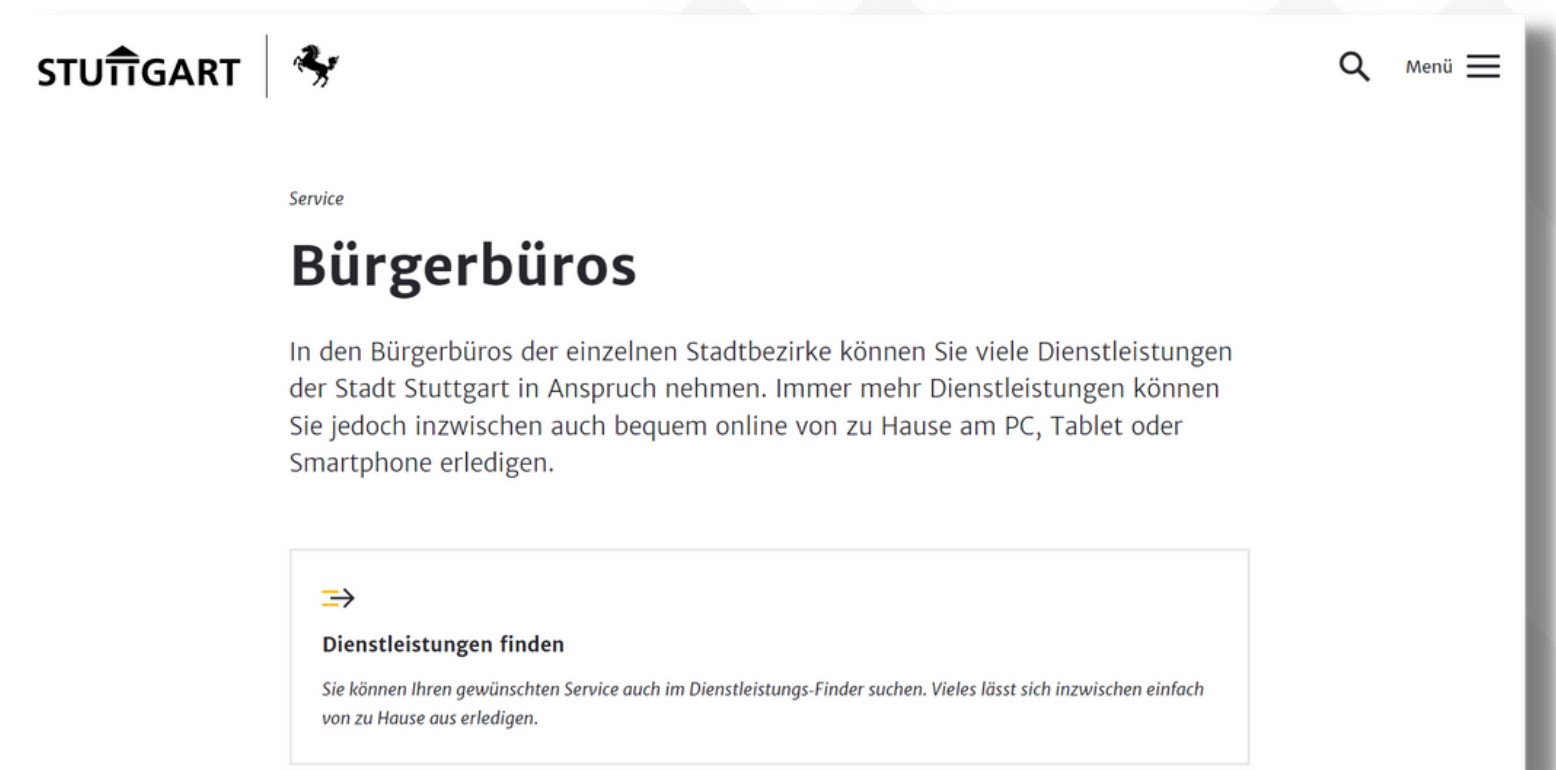 STUTTGART
Menü
Service
Bürgerbüros
In den Bürgerbüros der einzelnen Stadtbezirke können Sie viele Dienstleistungen
der Stadt Stuttgart in Anspruch nehmen. Immer mehr Dienstleistungen können
Sie jedoch inzwischen auch bequem online von zu Hause am PC, Tablet oder
Smartphone erledigen.
Dienstleistungen finden
Sie können Ihren gewünschten Service auch im Dienstleistungs-Finder suchen. Vieles lässt sich inzwischen einfach
von zu Hause aus erledigen.